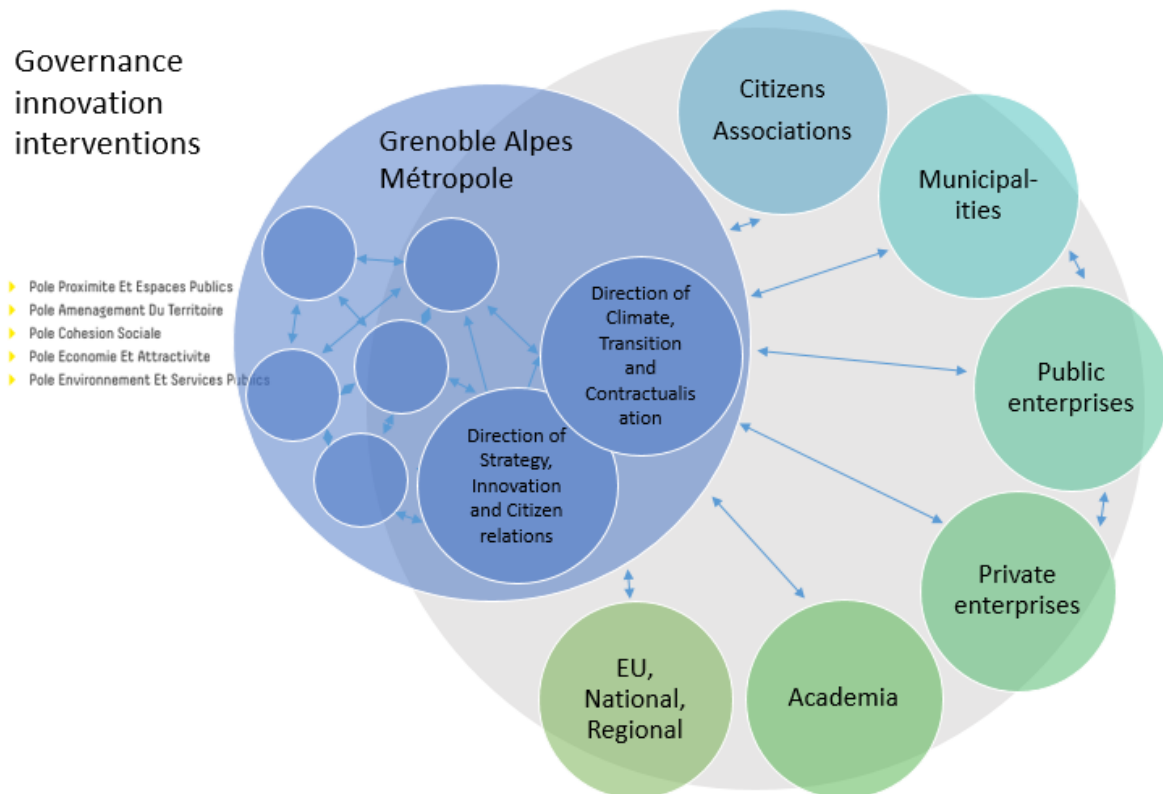 Governance
innovation
interventions
Grenoble Alpes
Métropole
Pole Proximite Et Espaces Publics
Pole Amenagement Du Territoire
Pole Cohesion Sociale
Pole Economie Et Attractivite
Pole Environnement Et Services Publics
Direction of
Climate,
Transition
and
Contractualis
ation
Direction of
Strategy,
Innovation
and Citizen
relations
Citizens
Associations
Municipal-
ities
Public
enterprises
Private
enterprises
Academia
EU,
National,
Regional